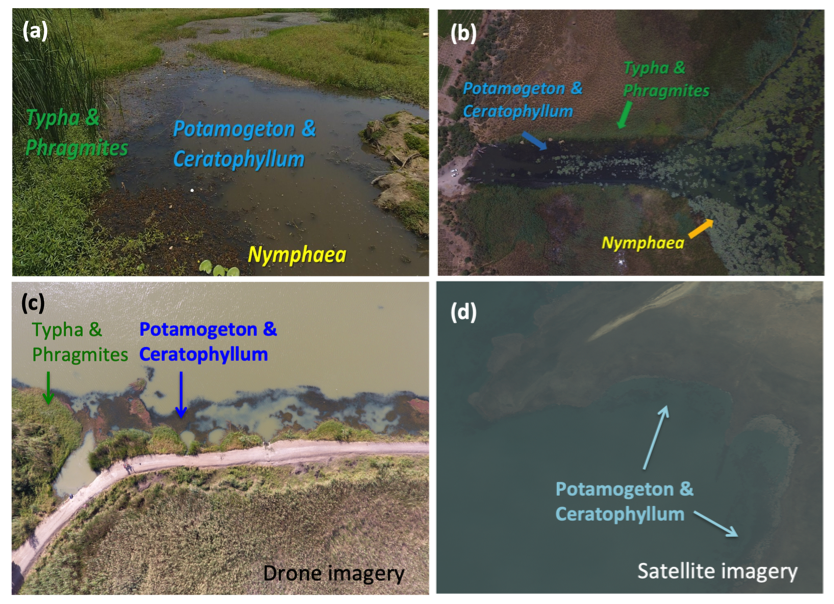 (a)
Typha &
Phragmites
Potamogeton &
Ceratophyllum
Nymphaea
(b)
Potamogeton &
Ceratophyllum
Typha &
Phragmites
Nymphaea
(c)
Typha &
Phragmites
Potamogeton &
Ceratophyllum
Drone imagery
(d)
Potamogeton &
Ceratophyllum
Satellite imagery